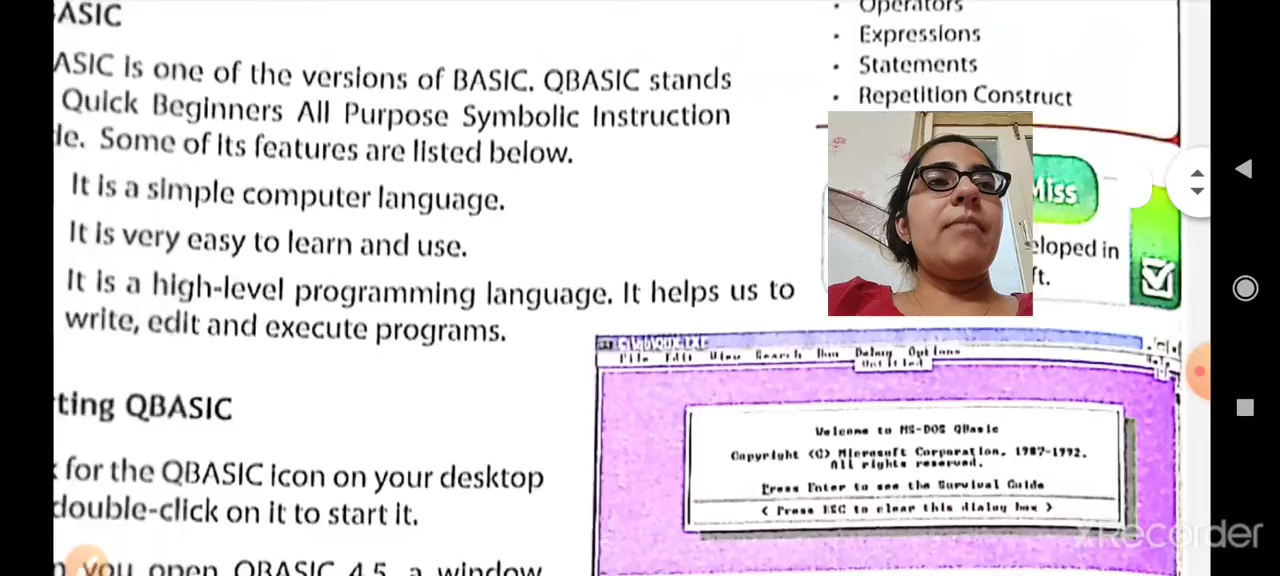 ASIC
ASIC is one of the versions of BASIC. QBASIC stands
Quick Beginners All Purpose Symbolic Instruction
de. Some of its features are listed below.
It is a simple computer language.
It is very easy to learn and use.
It is a high-level programming language. It helps us to
write, edit and execute programs.
ting QBASIC
for the QBASIC icon on your desktop
double-click on it to start it.
you open QBASIC 4.5, a window
• Operators
• Expressions
• Statements
• Repetition Construct
Miss
eloped in
ft.
File Edit View Search Run Debug Options
Untitled
Welcome to MS-DOS QBasic
Copyright (C) Microsoft Corporation, 1987-1992.
All rights reserved.
Press Enter to see the Survival Guide
< Press ESC to clear this dialog box >
XRecorder